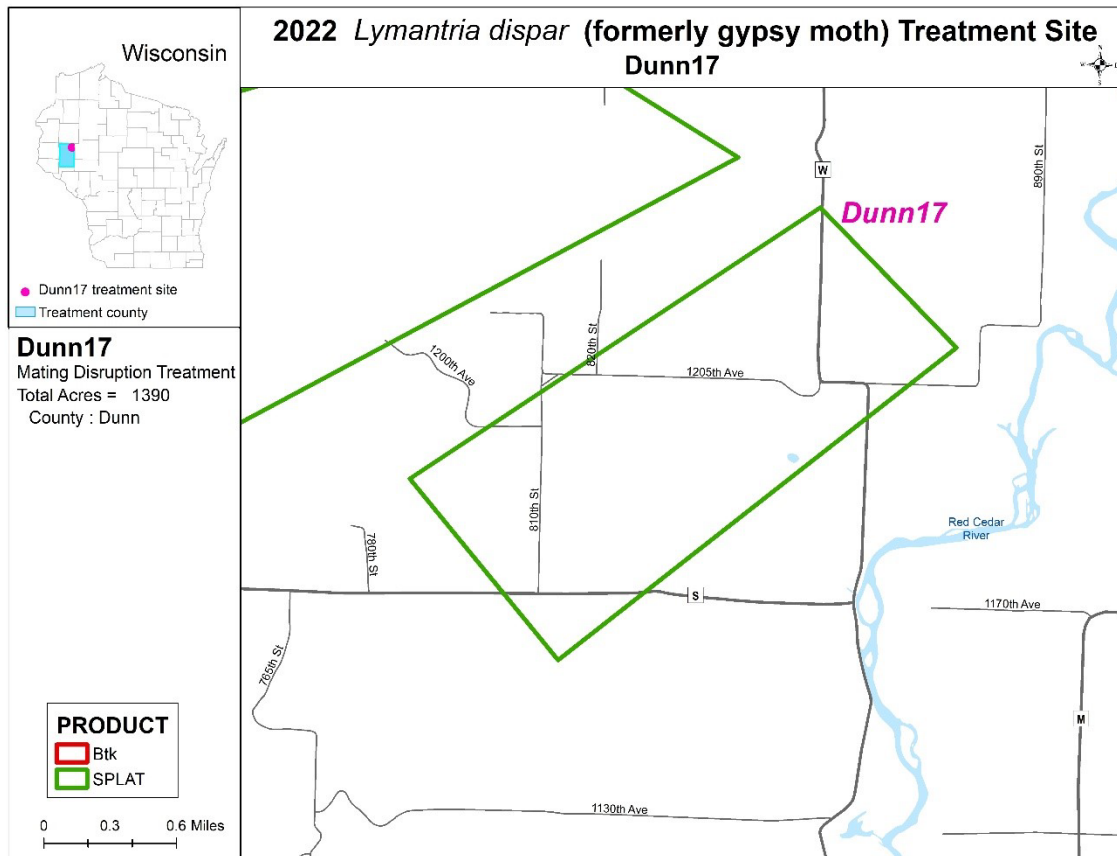 2022 Lymantria dispar (formerly gypsy moth) Treatment Site
Dunn17
N
W
E
S
Wisconsin
Dunn17 treatment site
Treatment county
Dunn17
Mating Disruption Treatment
Total Acres = 1390
County : Dunn
PRODUCT
Btk
SPLAT
0 0.3 0.6 Miles
W
890th St
Dunn17
820th St
1200th Ave
1205th Ave
810th St
780th St
Red Cedar
River
S
1170th Ave
765th St
M
1130th Ave